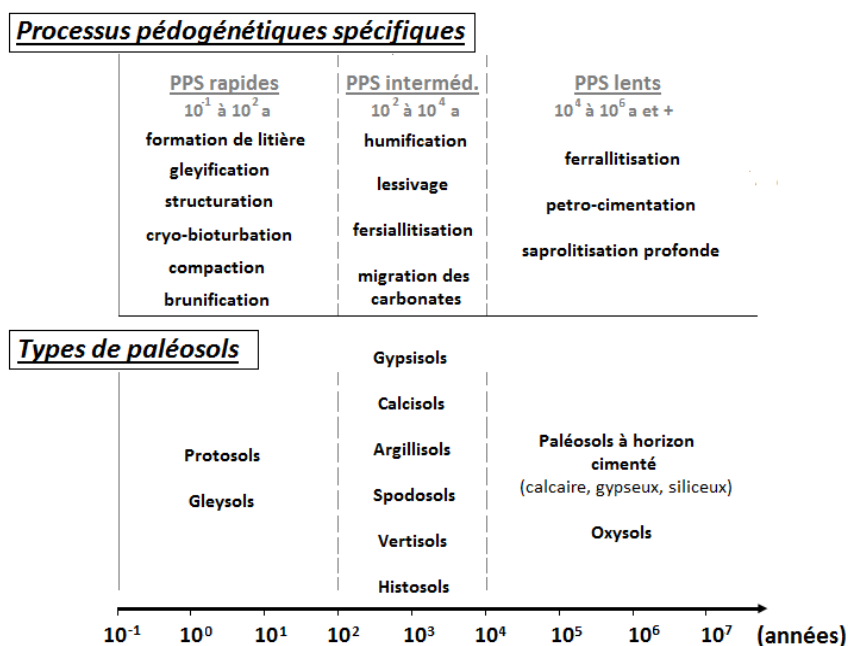 Processus pédogénétiques spécifiques
PPS rapides
10⁻¹ à 10² a
formation de litière
gleyification
structuration
cryo-bioturbation
compaction
brunification
PPS interméd.
10² à 10⁴ a
humification
lessivage
fersiallitisation
migration des
carbonates
PPS lents
10⁴ à 10⁶ a et +
ferrallitisation
petro-cimentation
saprolitisation profonde
Types de paléosols
Protosols
Gleysols
Gypsisols
Calcisols
Argillisols
Spodosols
Vertisols
Histosols
Paléosols à horizon
cimenté
(calcaire, gypseux, siliceux)
Oxysols
10⁻¹ 10⁰ 10¹ 10² 10³ 10⁴ 10⁵ 10⁶ 10⁷ (années)